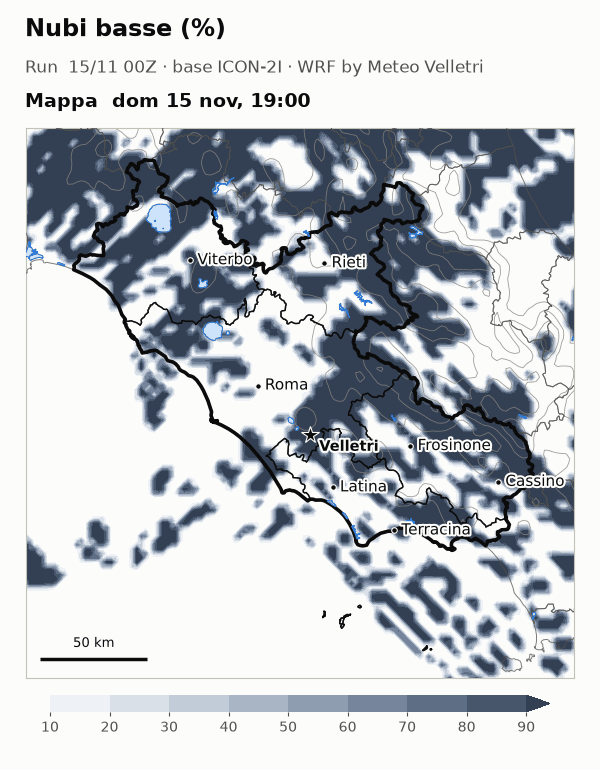 Nubi basse (%)
Run  15/11 00Z · base ICON-2I · WRF by Meteo Velletri
Mappa  dom 15 nov, 19:00
Viterbo
Rieti
Roma
Velletri
Frosinone
Cassino
Latina
Terracina
50 km
10 20 30 40 50 60 70 80 90